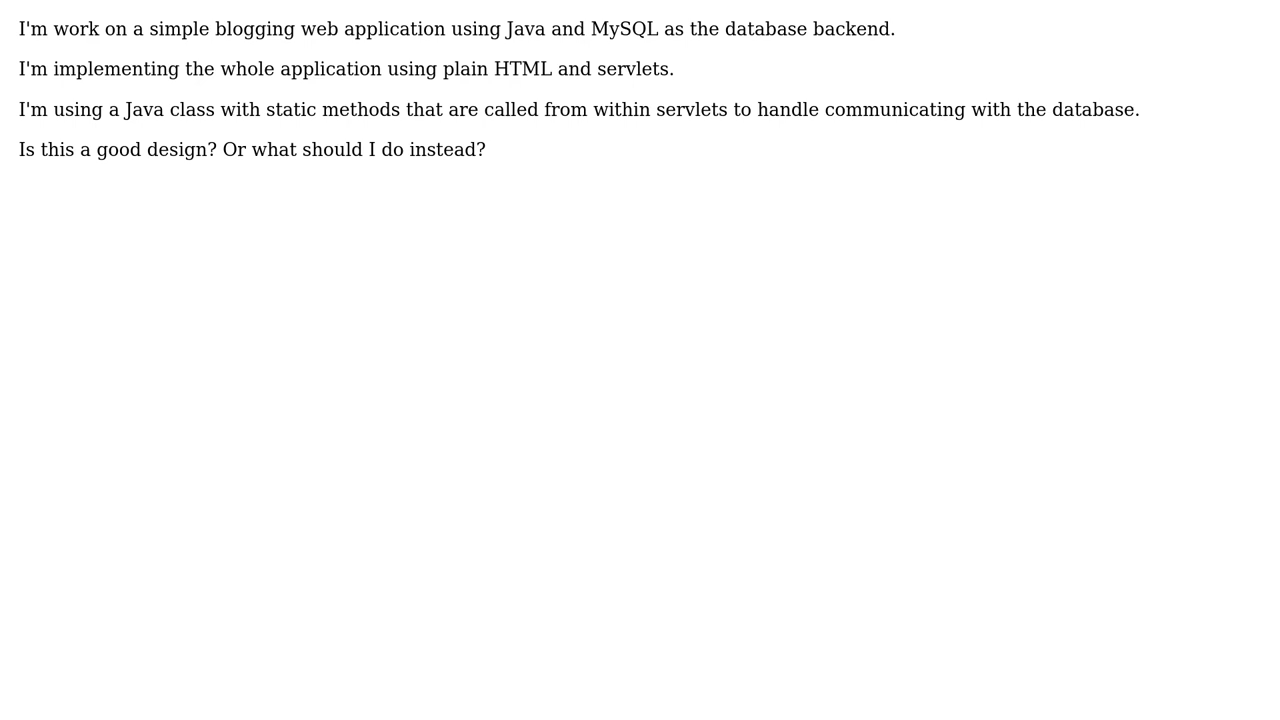 I'm work on a simple blogging web application using Java and MySQL as the database backend.
I'm implementing the whole application using plain HTML and servlets.
I'm using a Java class with static methods that are called from within servlets to handle communicating with the database.
Is this a good design? Or what should I do instead?